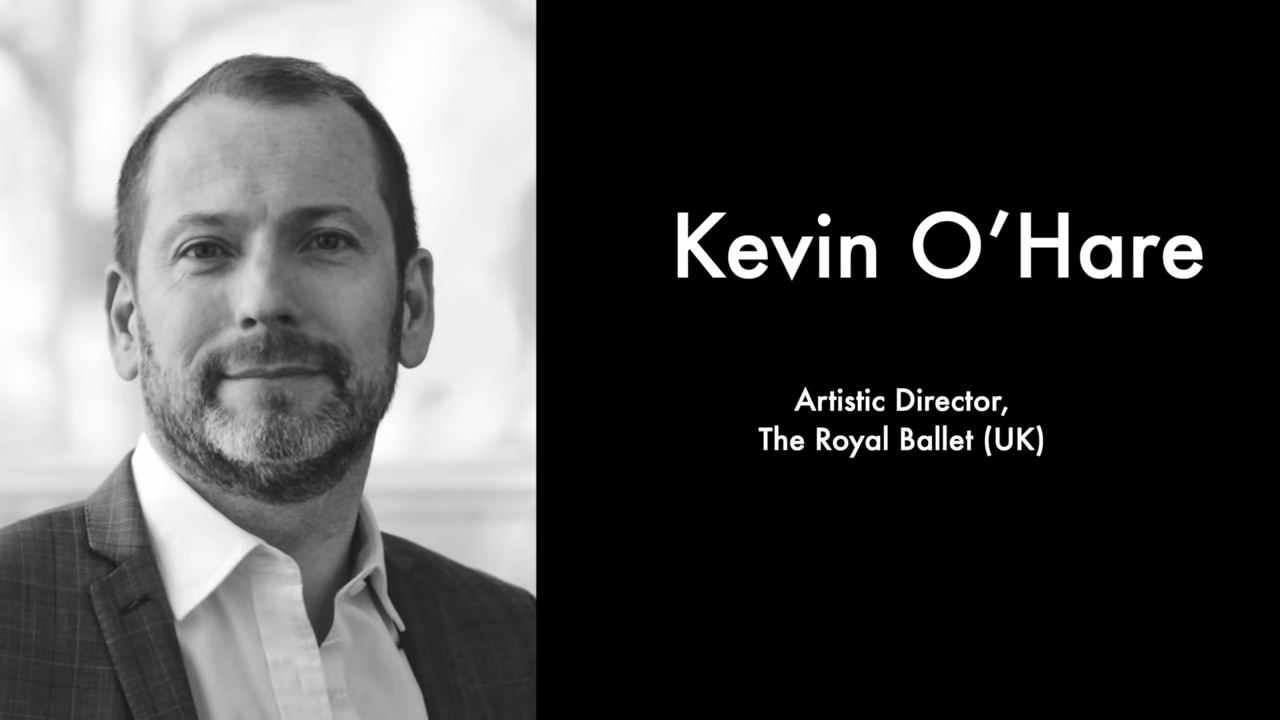 Kevin O’Hare
Artistic Director,
The Royal Ballet (UK)